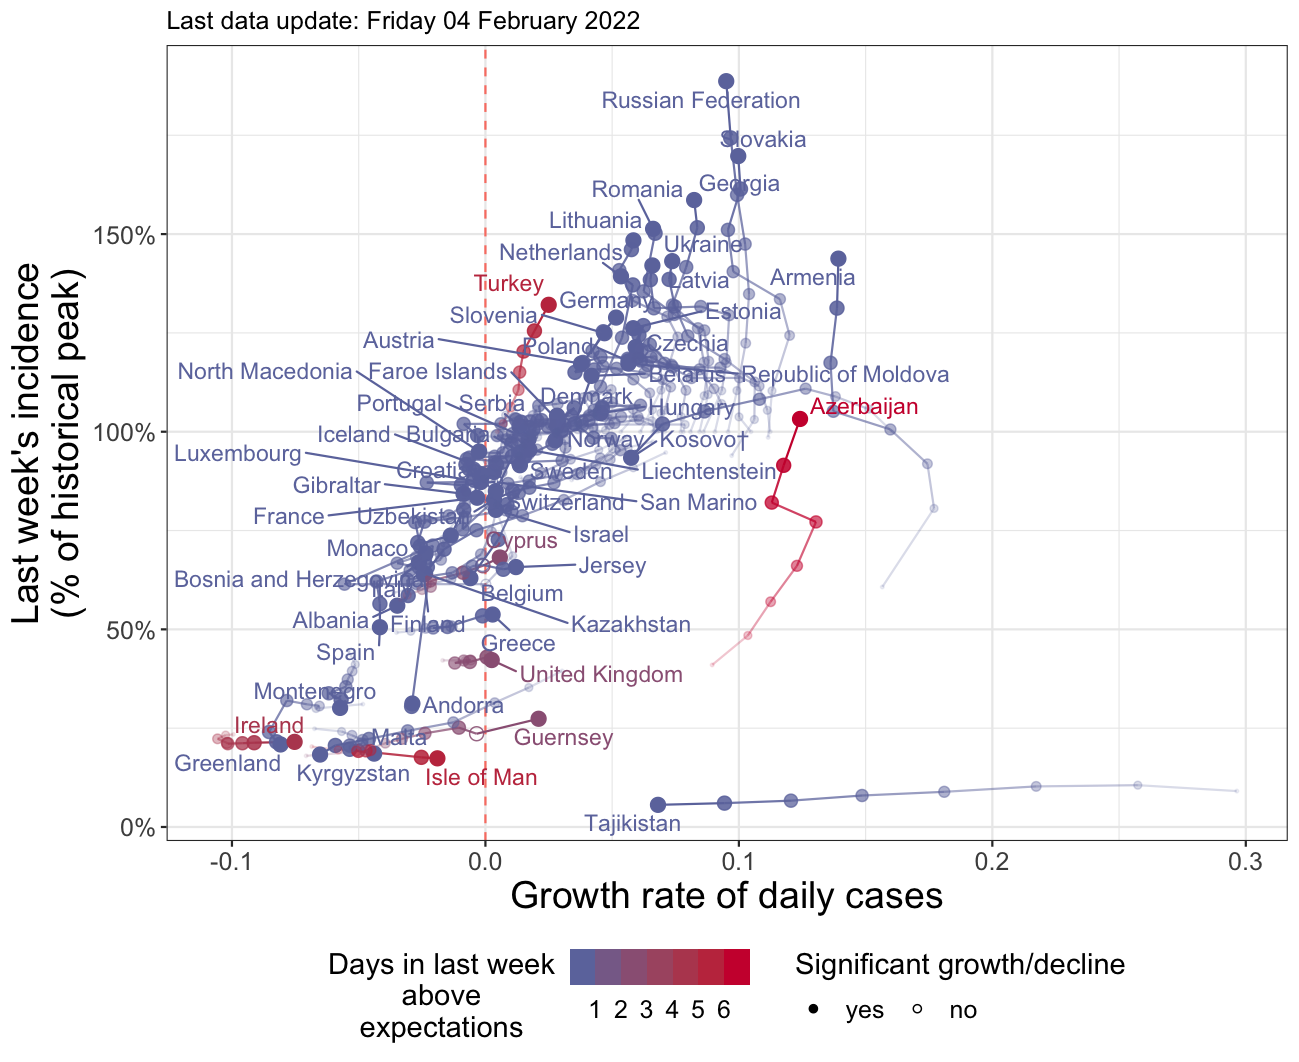 Last data update: Friday 04 February 2022
Last week's incidence
(% of historical peak)
150%
100%
50%
0%
Russian Federation
Slovakia
Romania
Georgia
Lithuania
Netherlands
Ukraine
Turkey
Latvia
Armenia
Germany
Slovenia
Estonia
Austria
Poland
Czechia
North Macedonia
Faroe Islands
Belarus
Republic of Moldova
Portugal
Serbia
Denmark
Hungary
Azerbaijan
Iceland
Bulgaria
Norway
Kosovo†
Luxembourg
Croatia
Sweden
Liechtenstein
Gibraltar
Switzerland
San Marino
France
Uzbekistan
Israel
Monaco
Cyprus
Jersey
Bosnia and Herzegovina
Italy
Belgium
Albania
Finland
Kazakhstan
Spain
Greece
United Kingdom
Montenegro
Andorra
Ireland
Malta
Guernsey
Greenland
Kyrgyzstan
Isle of Man
Tajikistan
-0.1 0.0 0.1 0.2 0.3
Growth rate of daily cases
Days in last week
above
expectations
1 2 3 4 5 6
Significant growth/decline
yes no